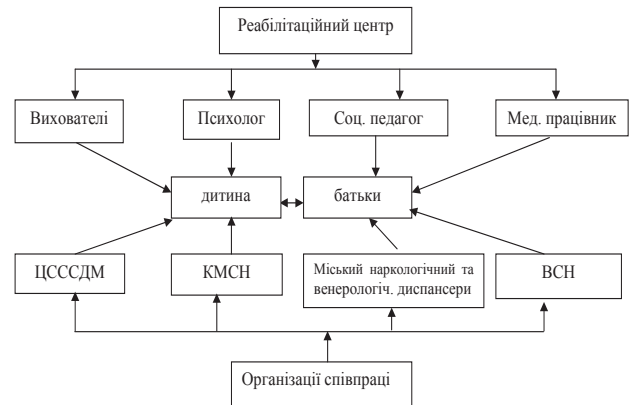 Реабілітаційний центр
Вихователі
Психолог
Соц. педагог
Мед. працівник
дитина
батьки
ЦСССДМ
КМСН
Міський наркологічний та
венерологіч. диспансери
ВСН
Організації співпраці